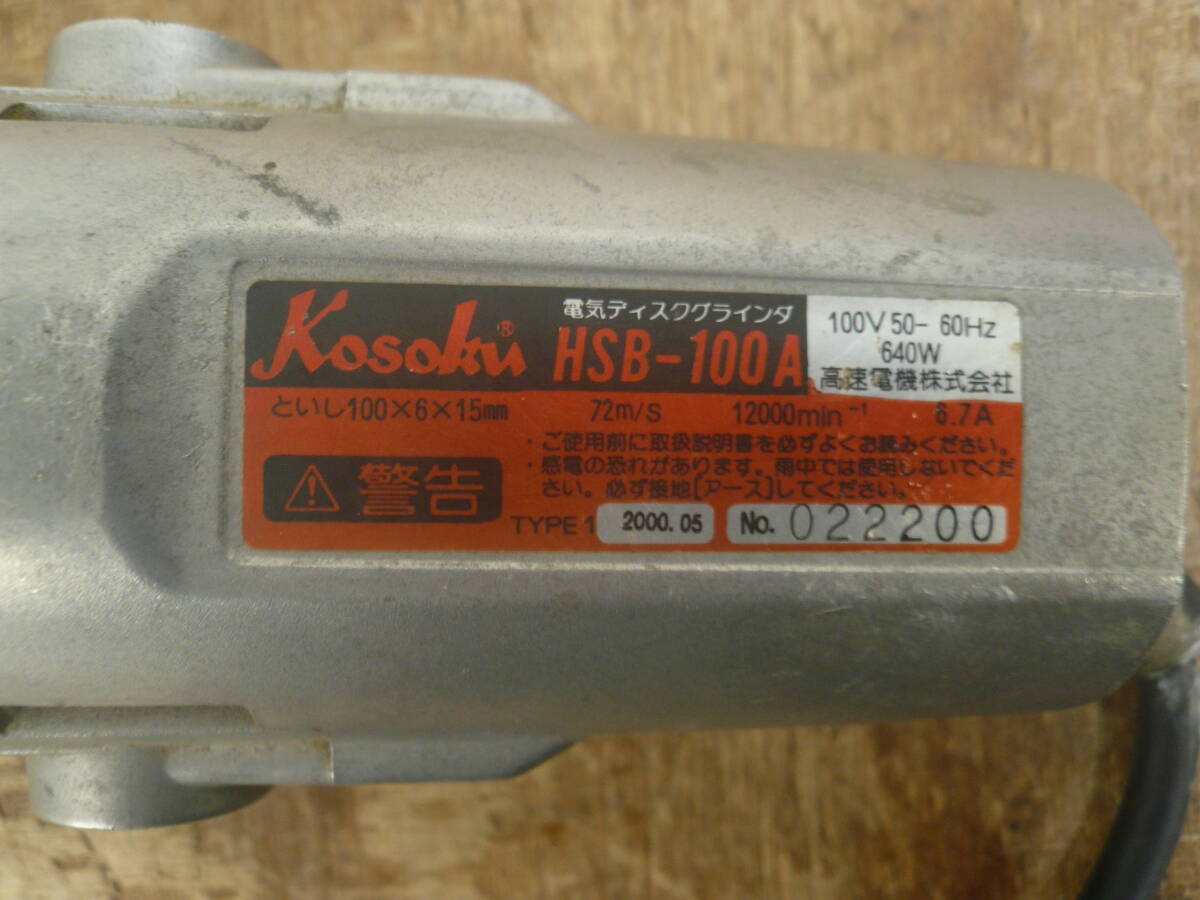 Kosoku®
電気ディスクグラインダ
HSB-100A
100V 50-60Hz
640W
高速電機株式会社
といし100×6×15mm 72m/s 12000min⁻¹ 6.7A
・ご使用前に取扱説明書を必ずよくお読みください。
・感電の恐れがあります。雨中では使用しないでくだ
さい。必ず接地[アース]してください。
警告
TYPE 1 2000.05 No. 022200